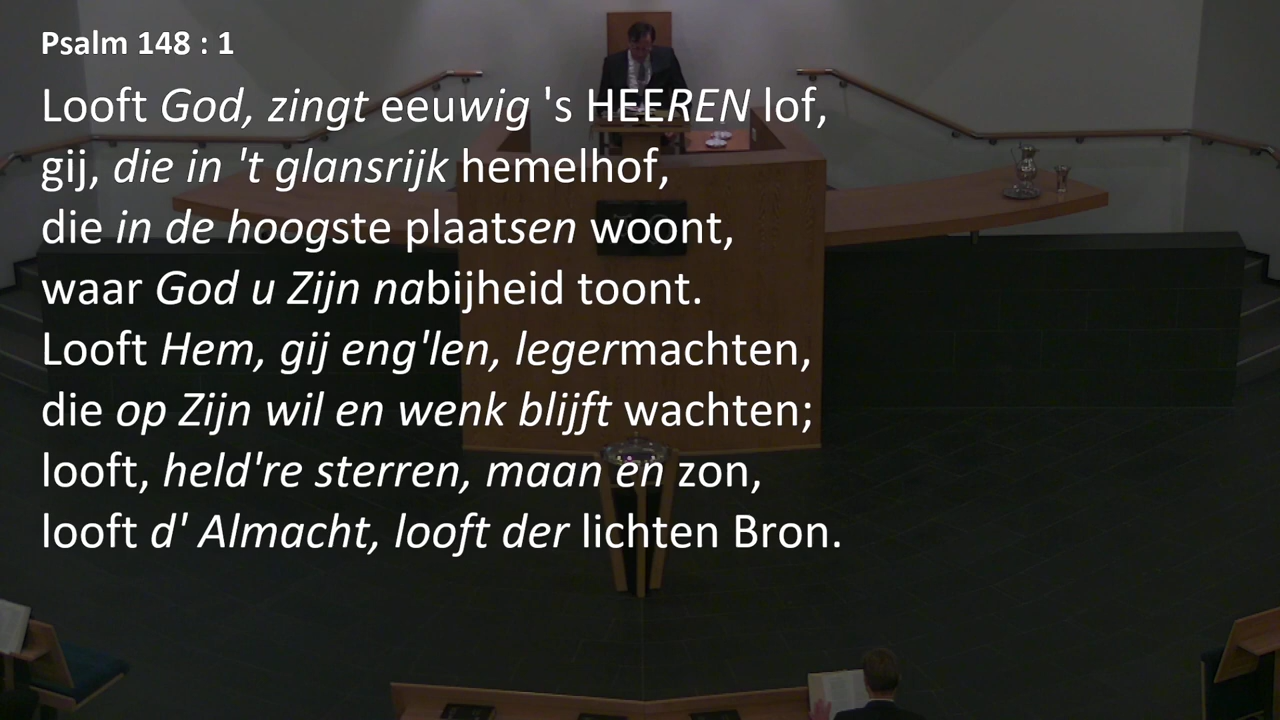 Psalm 148 : 1
Looft God, zingt eeuwig 's HEEREN lof,
gij, die in 't glansrijk hemelhof,
die in de hoogste plaatsen woont,
waar God u Zijn nabijheid toont.
Looft Hem, gij eng'len, legermachten,
die op Zijn wil en wenk blijft wachten;
looft, held're sterren, maan en zon,
looft d' Almacht, looft der lichten Bron.